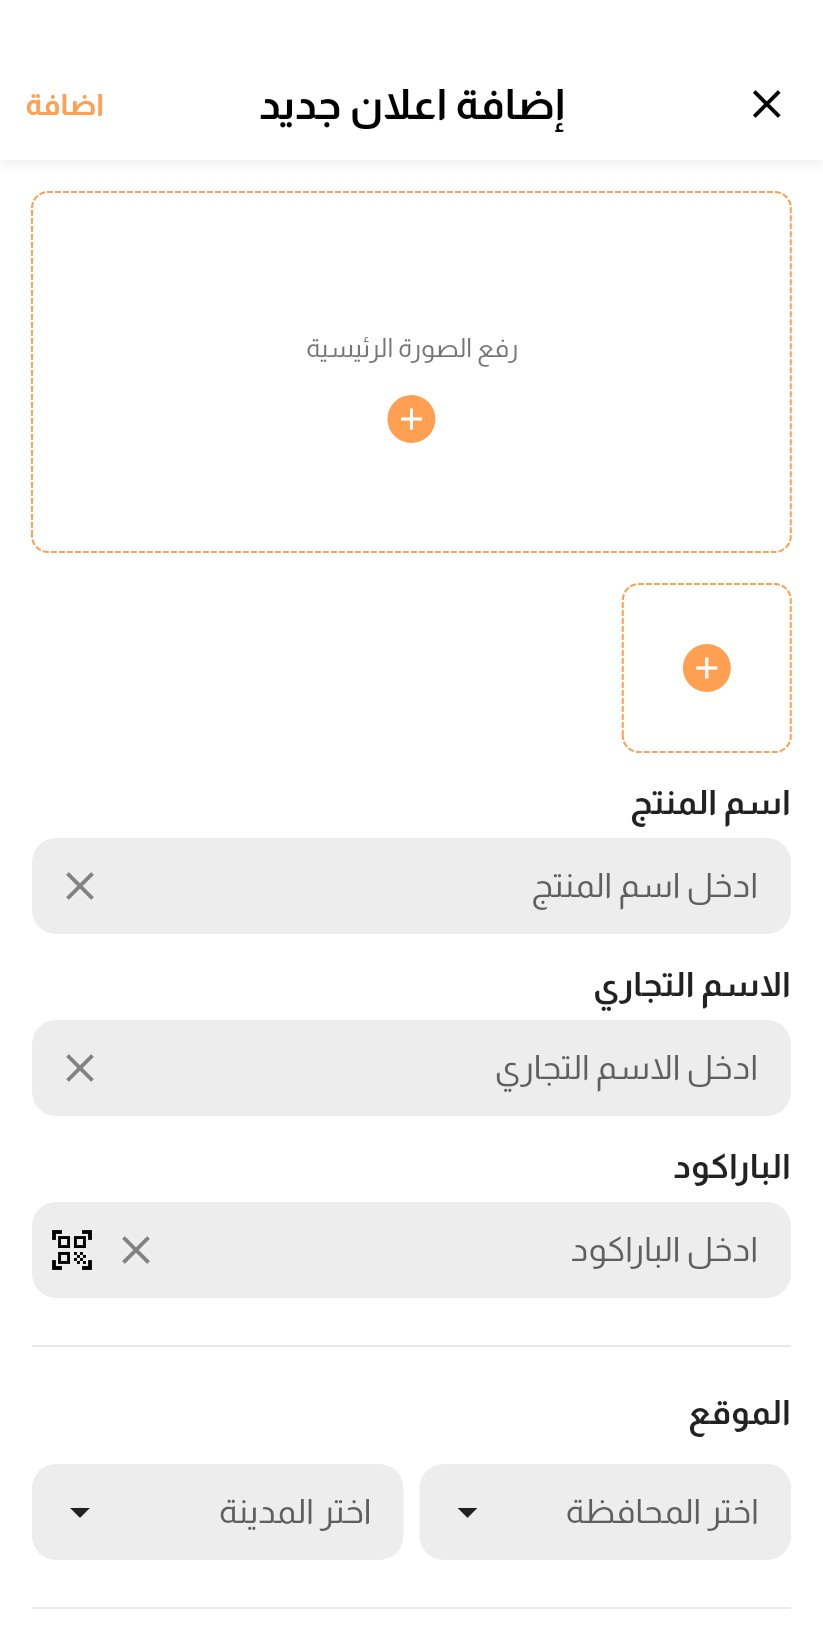 إضافة اعلان جديد
اضافة
رفع الصورة الرئيسية
اسم المنتج
ادخل اسم المنتج
الاسم التجاري
ادخل الاسم التجاري
الباراكود
ادخل الباراكود
الموقع
اختر المحافظة
اختر المدينة